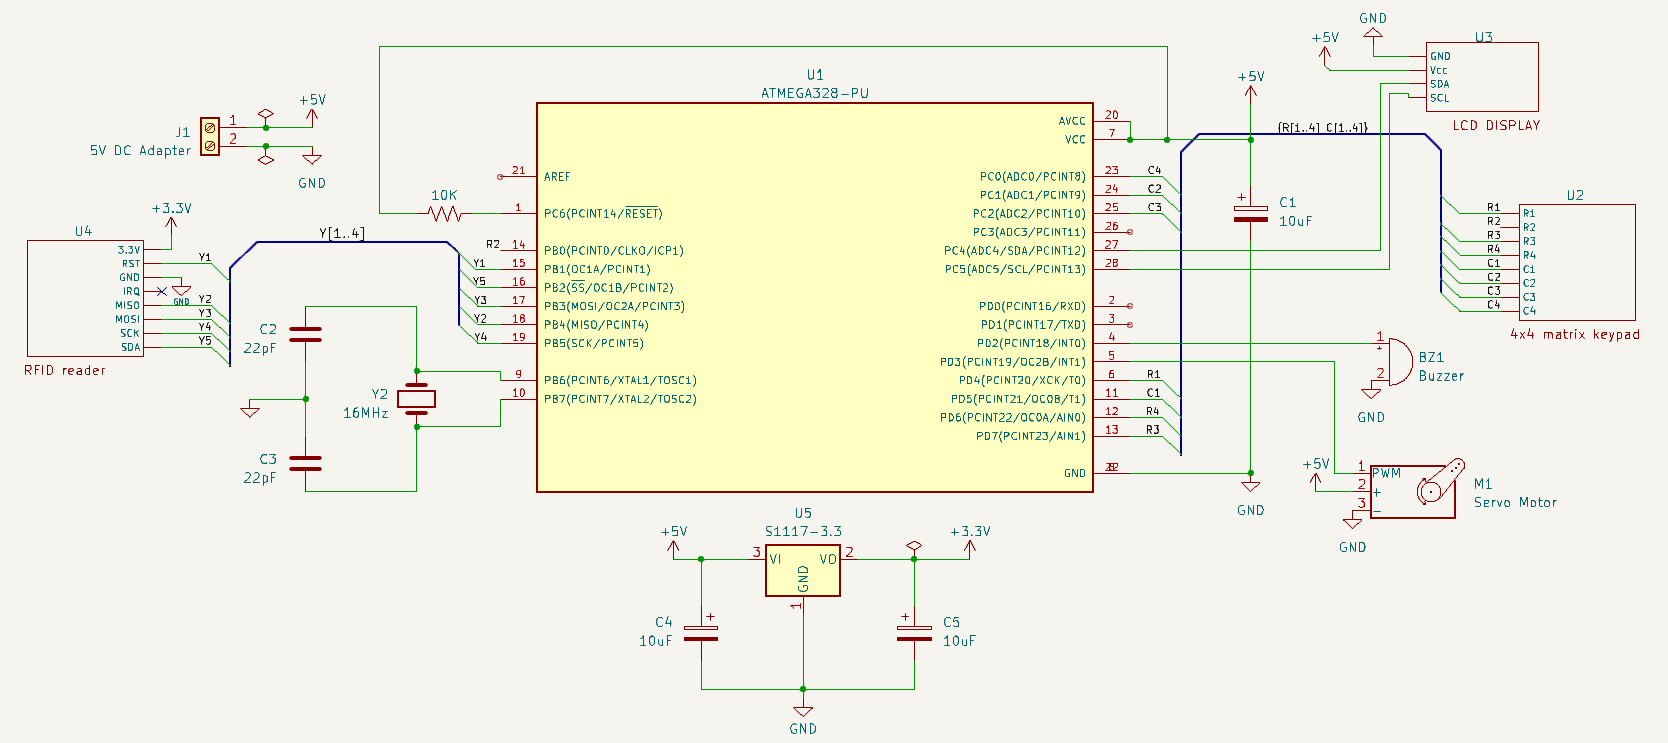 GND
+5V
U3
GND
Vcc
SDA
SCL
LCD DISPLAY
U1
ATMEGA328-PU
+5V
+5V
J1
5V DC Adapter
1
2
GND
AVCC 20
VCC 7
{R[1..4] C[1..4]}
21 AREF
10K
1 PC6(PCINT14/RESET)
R2 14 PB0(PCINT0/CLKO/ICP1)
Y1 15 PB1(OC1A/PCINT1)
Y5 16 PB2(SS/OC1B/PCINT2)
Y3 17 PB3(MOSI/OC2A/PCINT3)
Y2 18 PB4(MISO/PCINT4)
Y4 19 PB5(SCK/PCINT5)
9 PB6(PCINT6/XTAL1/TOSC1)
10 PB7(PCINT7/XTAL2/TOSC2)
PC0(ADC0/PCINT8) 23 C4
PC1(ADC1/PCINT9) 24 C2
PC2(ADC2/PCINT10) 25 C3
PC3(ADC3/PCINT11) 26
PC4(ADC4/SDA/PCINT12) 27
PC5(ADC5/SCL/PCINT13) 28
PD0(PCINT16/RXD) 2
PD1(PCINT17/TXD) 3
PD2(PCINT18/INT0) 4
PD3(PCINT19/OC2B/INT1) 5
PD4(PCINT20/XCK/T0) 6 R1
PD5(PCINT21/OC0B/T1) 11 C1
PD6(PCINT22/OC0A/AIN0) 12 R4
PD7(PCINT23/AIN1) 13 R3
GND
C1
10uF
GND
U2
R1 R1
R2 R2
R3 R3
R4 R4
C1 C1
C2 C2
C3 C3
C4 C4
4x4 matrix keypad
+3.3V
U4
3.3V
RST Y1
GND
GND
IRQ
MISO Y2
MOSI Y3
SCK Y4
SDA Y5
RFID reader
Y[1..4]
C2
22pF
Y2
16MHz
C3
22pF
1
+
2
BZ1
Buzzer
GND
+5V
1 PWM
2 +
3 -
M1
Servo Motor
GND
U5
S1117-3.3
+5V
3 VI
VO 2
GND
1
+3.3V
+
C4
10uF
+
C5
10uF
GND
+